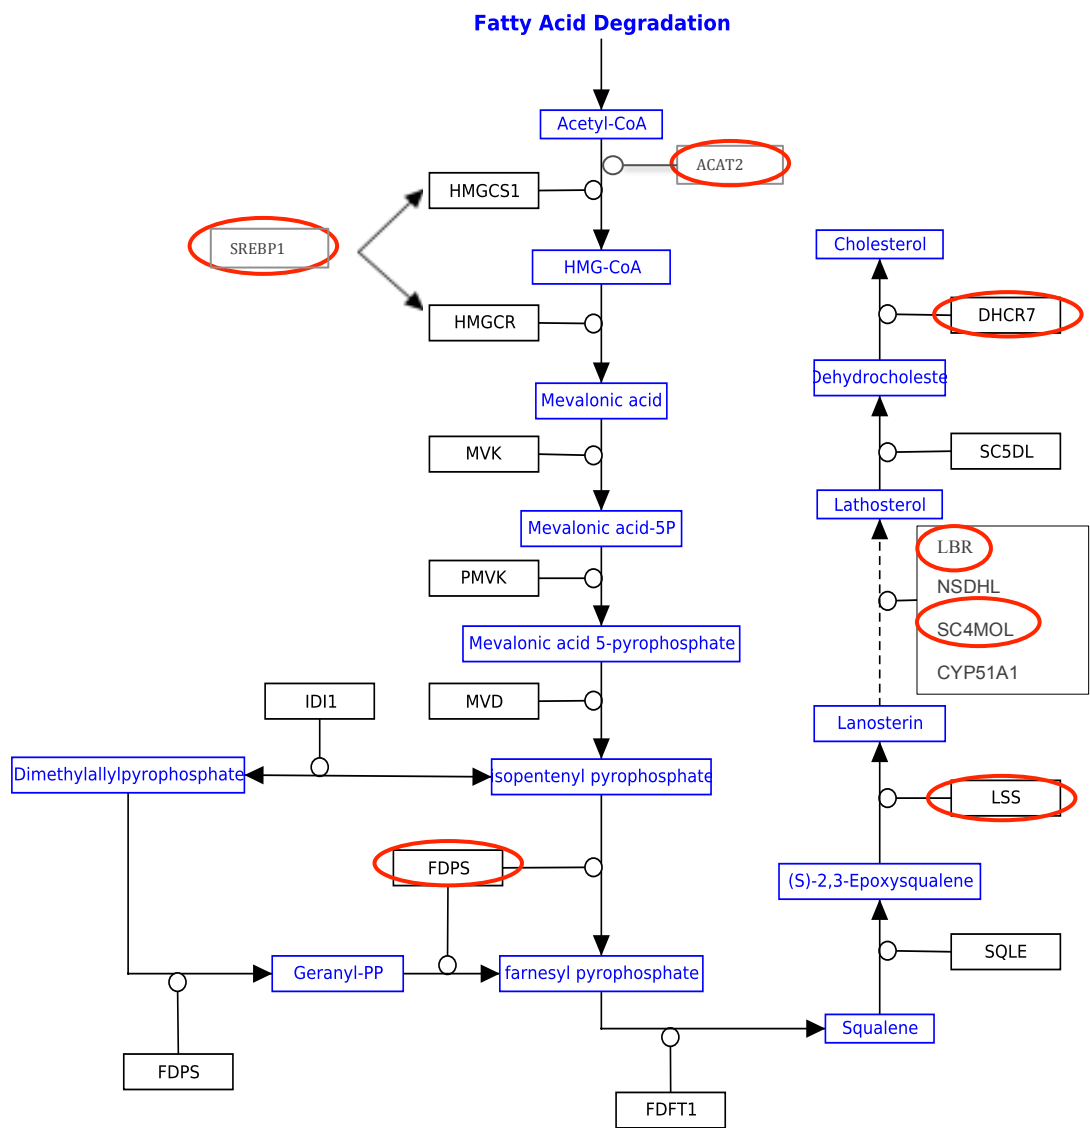 Fatty Acid Degradation
Acetyl-CoA
ACAT2
HMGCS1
SREBP1
HMG-CoA
HMGCR
Mevalonic acid
MVK
Mevalonic acid-5P
PMVK
Mevalonic acid 5-pyrophosphate
MVD
IDI1
Dimethylallylpyrophosphate
Isopentenyl pyrophosphate
FDPS
Geranyl-PP
farnesyl pyrophosphate
FDPS
FDFT1
Cholesterol
DHCR7
Dehydrocholeste
SC5DL
Lathosterol
LBR
NSDHL
SC4MOL
CYP51A1
Lanosterin
LSS
(S)-2,3-Epoxysqualene
SQLE
Squalene